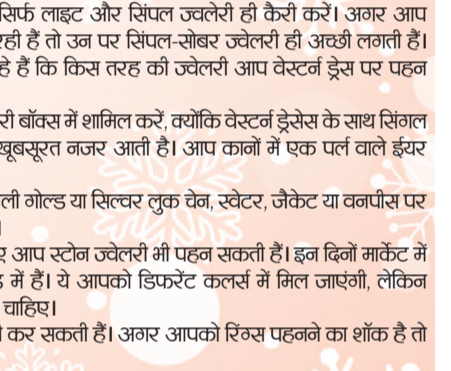 सिर्फ लाइट और सिंपल ज्वलेरी ही कैरी करें। अगर आप
रही हैं तो उन पर सिंपल-सोबर ज्वेलरी ही अच्छी लगती हैं।
हे हैं कि किस तरह की ज्वेलरी आप वेस्टर्न ड्रेस पर पहन
री बॉक्स में शामिल करें, क्योंकि वेस्टर्न ड्रेसेस के साथ सिंगल
खूबसूरत नजर आती है। आप कानों में एक पर्ल वाले ईयर
ली गोल्ड या सिल्वर लुक चेन, स्वेटर, जैकेट या वनपीस पर
।
ए आप स्टोन ज्वेलरी भी पहन सकती हैं। इन दिनों मार्केट में
में हैं। ये आपको डिफरेंट कलर्स में मिल जाएंगी, लेकिन
चाहिए।
कर सकती हैं। अगर आपको रिंग्स पहनने का शॉक है तो